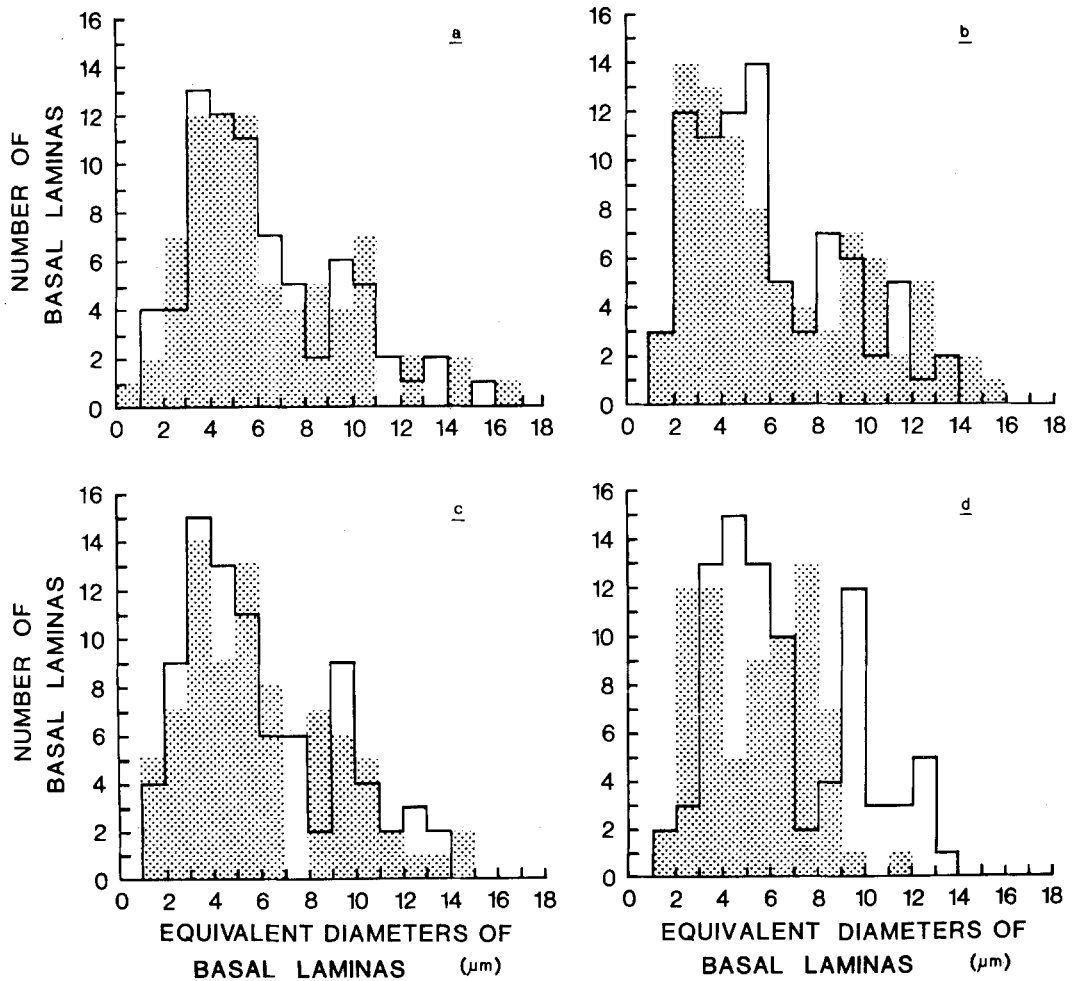 a
16
14
12
10
8
6
4
2
0
0 2 4 6 8 10 12 14 16 18
NUMBER OF
BASAL LAMINAS
b
16
14
12
10
8
6
4
2
0
0 2 4 6 8 10 12 14 16 18
c
16
14
12
10
8
6
4
2
0
0 2 4 6 8 10 12 14 16 18
NUMBER OF
BASAL LAMINAS
EQUIVALENT DIAMETERS OF
BASAL LAMINAS (μm)
d
16
14
12
10
8
6
4
2
0
0 2 4 6 8 10 12 14 16 18
EQUIVALENT DIAMETERS OF
BASAL LAMINAS (μm)